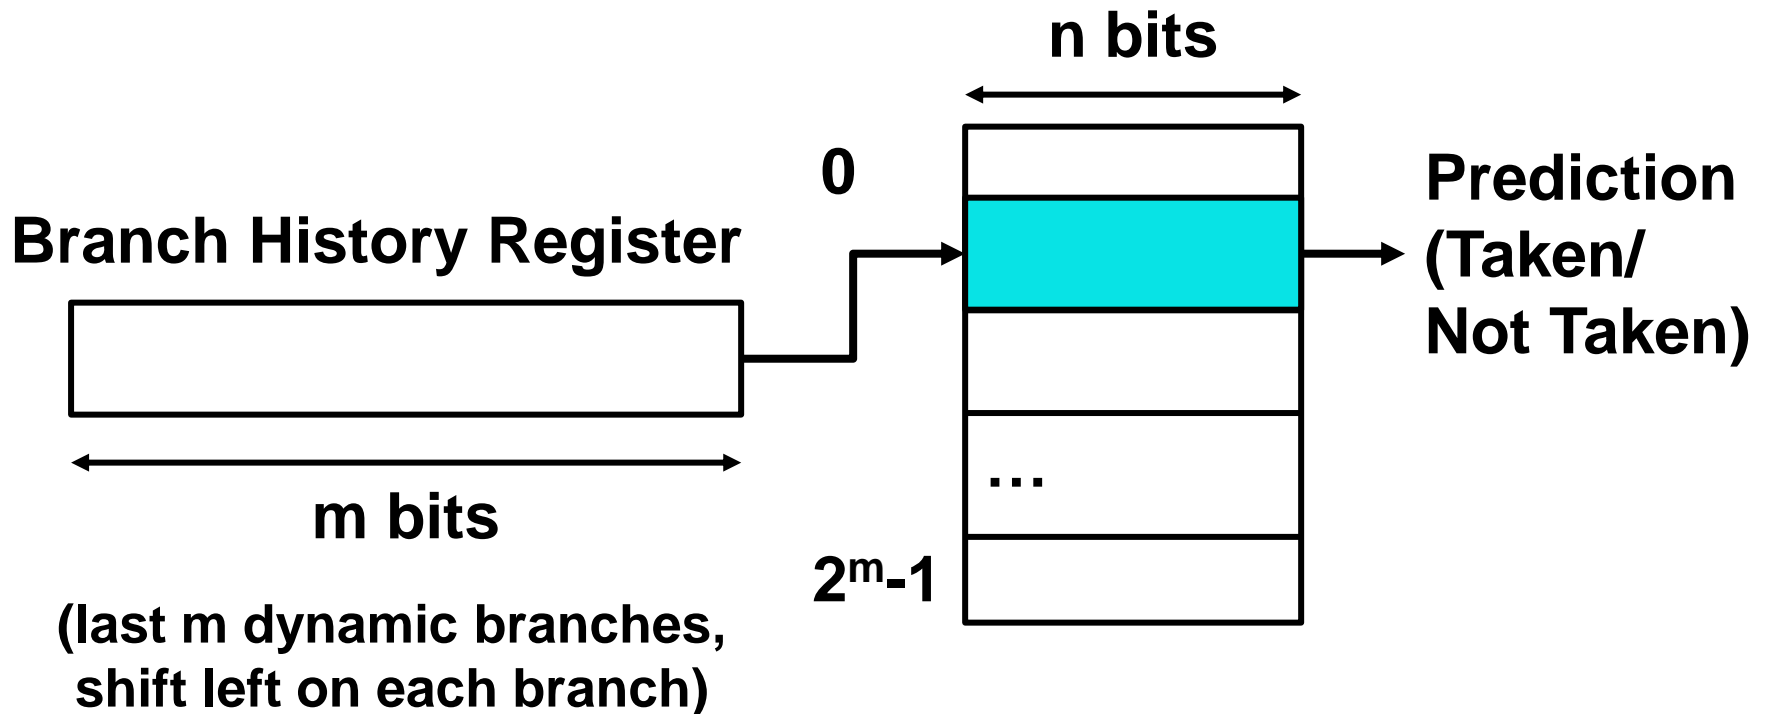 n bits
0
Prediction
(Taken/
Not Taken)
Branch History Register
...
m bits
2ᵐ-1
(last m dynamic branches,
shift left on each branch)